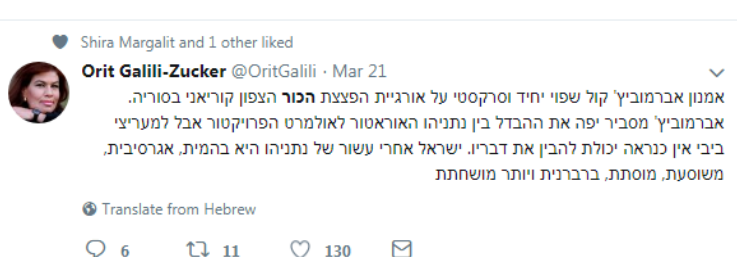 Shira Margalit and 1 other liked
Orit Galili-Zucker @OritGalili · Mar 21
אמנון אברמוביץ' קול שפוי יחיד וסרקסטי על אורגיית הפצצת הכור הצפון קוריאני בסוריה.
אברמוביץ' מסביר יפה את ההבדל בין נתניהו האוראטור לאולמרט הפרויקטור אבל למעריצי
ביבי אין כנראה יכולת להבין את דבריו. ישראל אחרי עשור של נתניהו היא בהמית, אגרסיבית,
משוסעת, מוסתת, ברברנית ויותר מושחתת
Translate from Hebrew
6 11 130